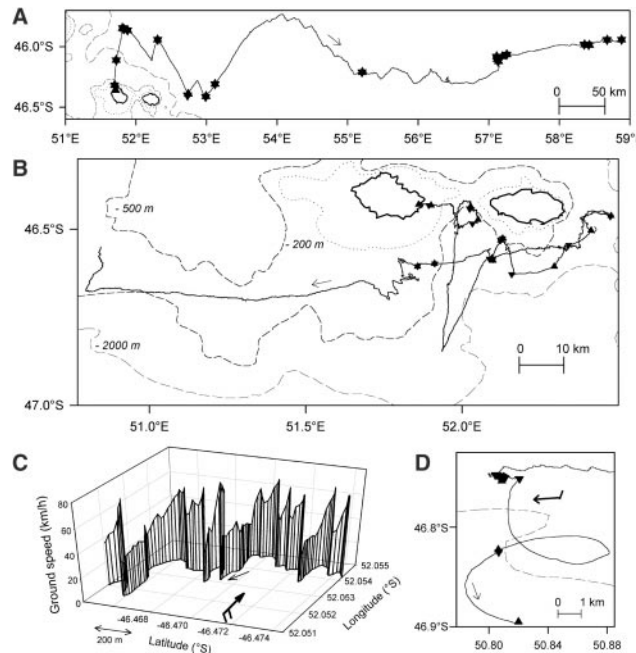 A
46.0°S
46.5°S
0 50 km
51°E 52°E 53°E 54°E 55°E 56°E 57°E 58°E 59°E
B
- 500 m
- 200 m
46.5°S
- 2000 m
0 10 km
47.0°S
51.0°E 51.5°E 52.0°E
C
Ground speed (km/h)
80
60
40
20
0
-46.468 -46.470 -46.472 -46.474
Latitude (°S)
200 m
52.051 52.052 52.053 52.054 52.055
Longitude (°S)
D
46.8°S
46.9°S
0 1 km
50.80 50.84 50.88